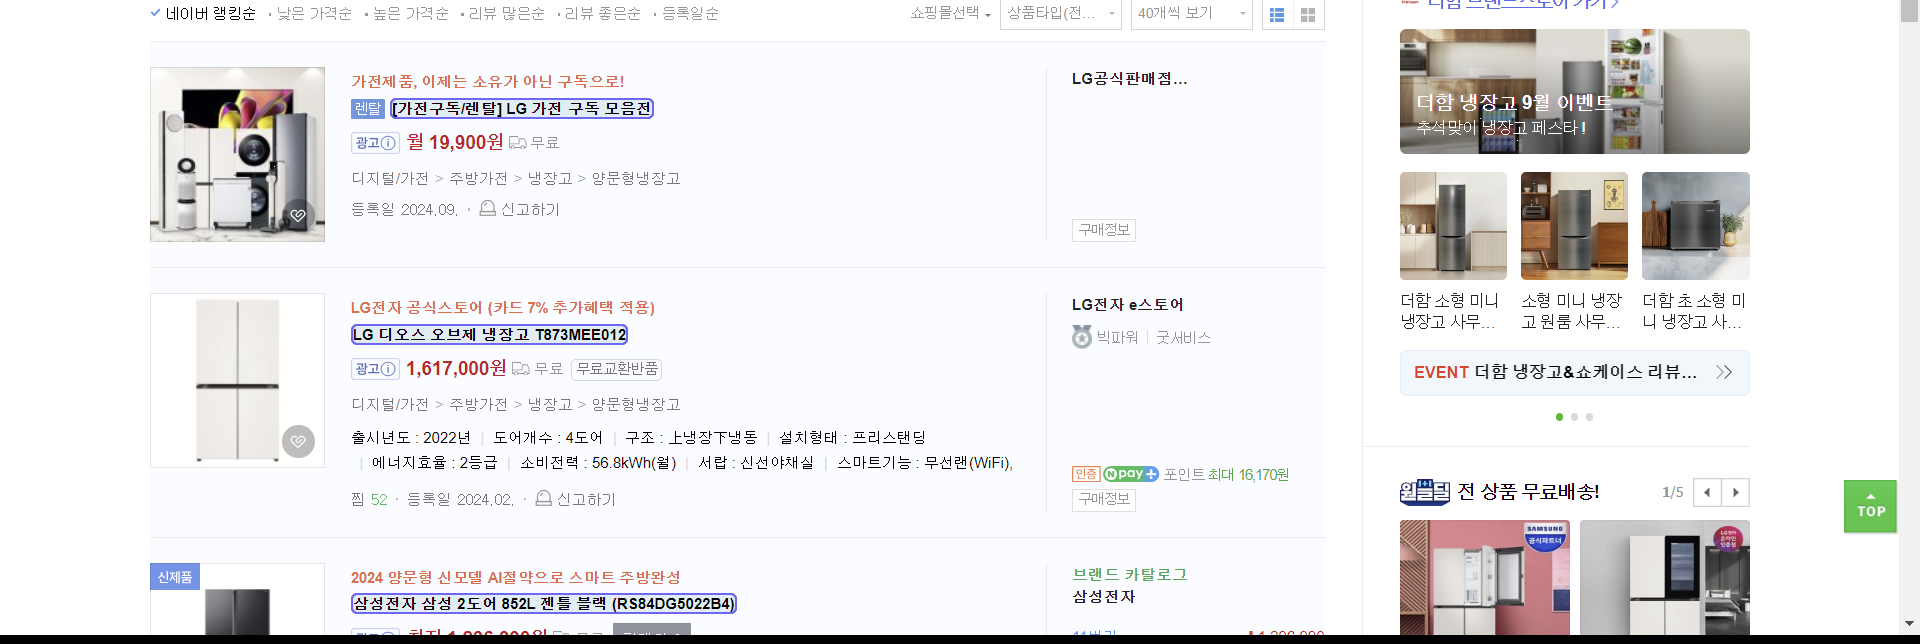 네이버 랭킹순 · 낮은 가격순 · 높은 가격순 · 리뷰 많은순 · 리뷰 좋은순 · 등록일순
쇼핑몰선택 상품타입(전... 40개씩 보기
가전제품, 이제는 소유가 아닌 구독으로!
렌탈 [가전구독/렌탈] LG 가전 구독 모음전
광고 월 19,900원 무료
디지털/가전 > 주방가전 > 냉장고 > 양문형냉장고
등록일 2024.09. · 신고하기
LG공식판매점...
구매정보
LG전자 공식스토어 (카드 7% 추가혜택 적용)
LG 디오스 오브제 냉장고 T873MEE012
광고 1,617,000원 무료 무료교환반품
디지털/가전 > 주방가전 > 냉장고 > 양문형냉장고
출시년도 : 2022년 | 도어개수 : 4도어 | 구조 : 上냉장下냉동 | 설치형태 : 프리스탠딩
| 에너지효율 : 2등급 | 소비전력 : 56.8kWh(월) | 서랍 : 신선야채실 | 스마트기능 : 무선랜(WiFi),
찜 52 · 등록일 2024.02. · 신고하기
LG전자 e스토어
빅파워 | 굿서비스
인증 N pay+ 포인트 최대 16,170원
구매정보
신제품
2024 양문형 신모델 AI절약으로 스마트 주방완성
삼성전자 삼성 2도어 852L 젠틀 블랙 (RS84DG5022B4)
브랜드 카탈로그
삼성전자
더함 브랜드스토어 가기 >
더함 냉장고 9월 이벤트
추석맞이 냉장고 페스타!
더함 소형 미니
냉장고 사무...
소형 미니 냉장
고 원룸 사무...
더함 초 소형 미
니 냉장고 사...
EVENT 더함 냉장고&쇼케이스 리뷰...
원플딜 1+1 전 상품 무료배송!
1/5
SAMSUNG
공식파트너
TOP